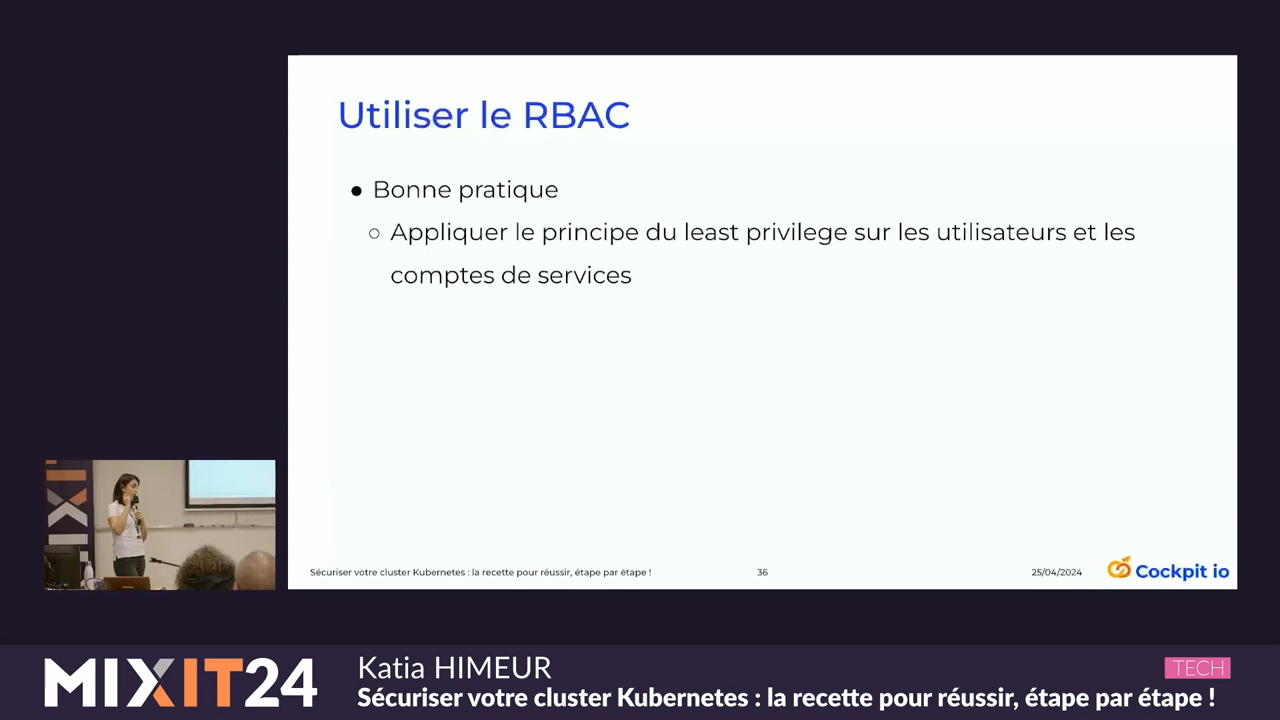 Utiliser le RBAC
● Bonne pratique
○ Appliquer le principe du least privilege sur les utilisateurs et les
comptes de services
Sécuriser votre cluster Kubernetes : la recette pour réussir, étape par étape !
36
25/04/2024
Cockpit io
MIXIT24
Katia HIMEUR
TECH
Sécuriser votre cluster Kubernetes : la recette pour réussir, étape par étape !